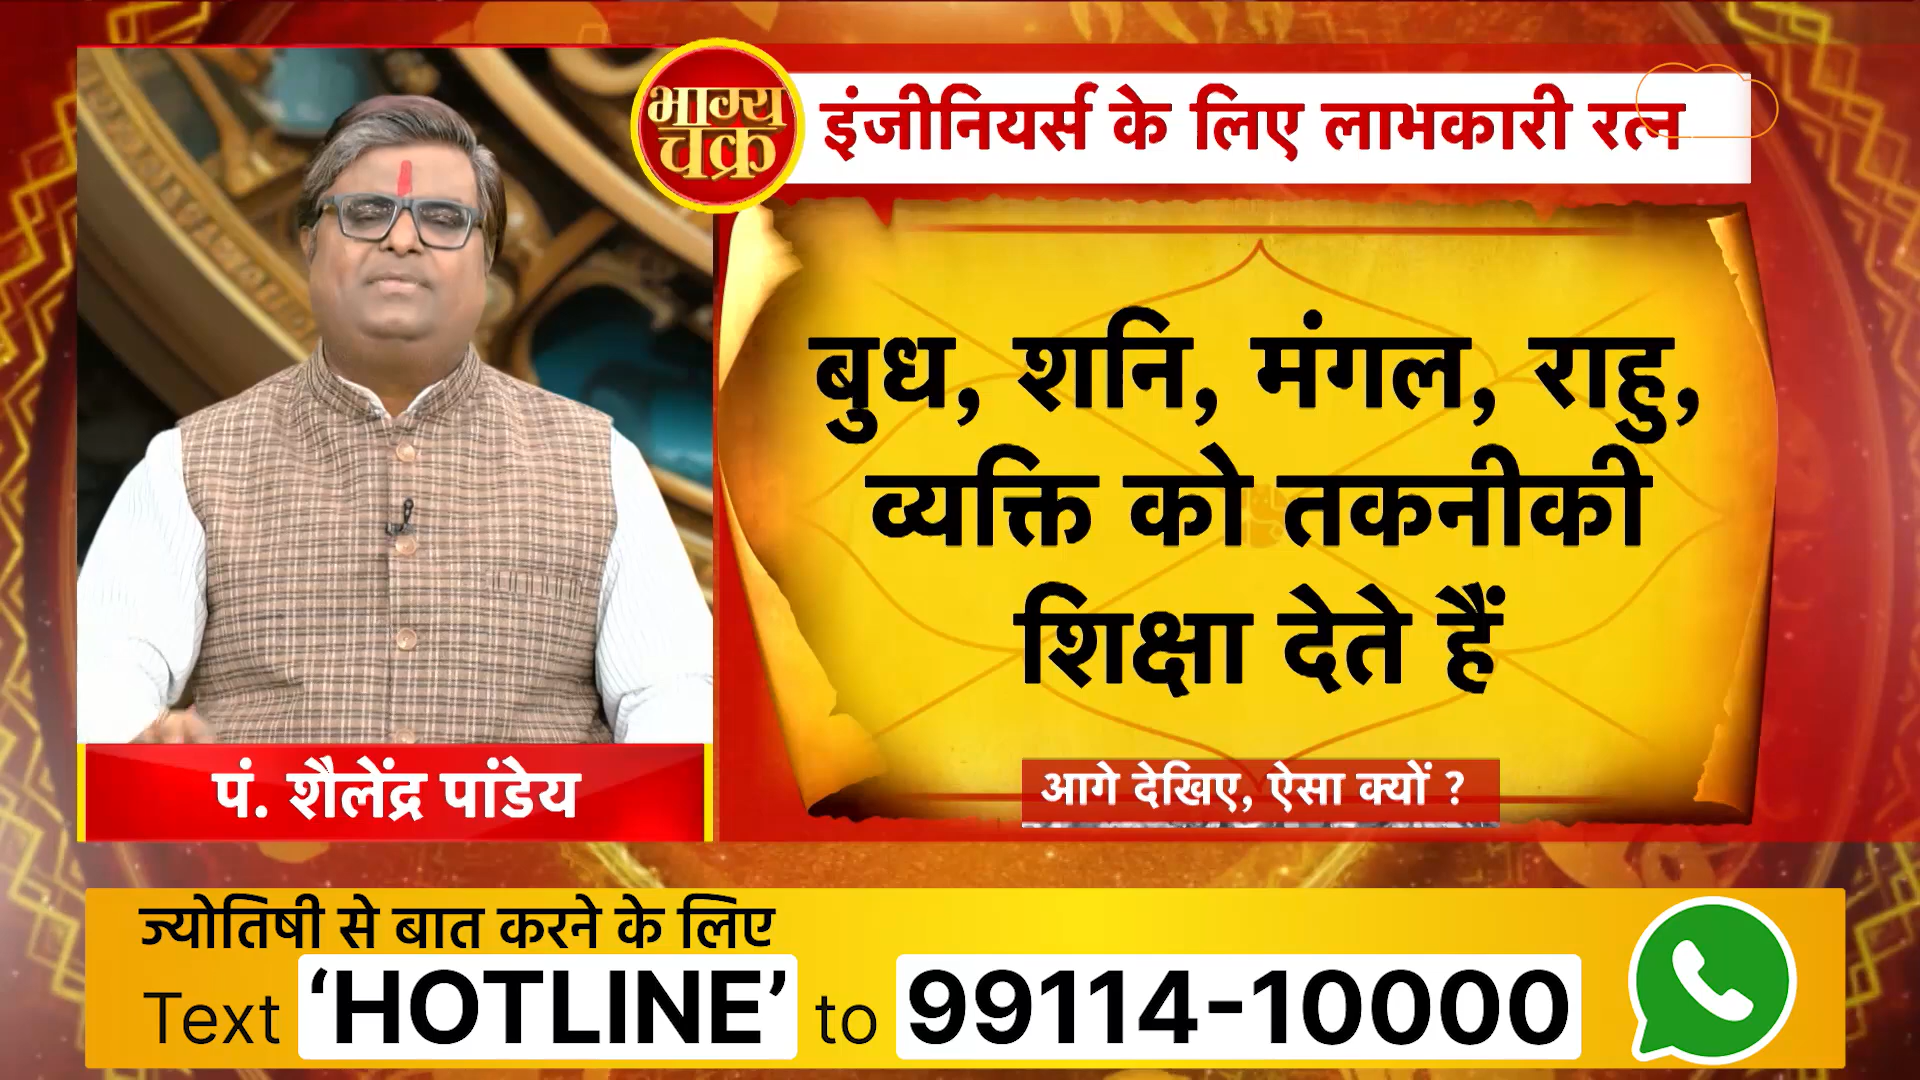 भाग्य
चक्र
इंजीनियर्स के लिए लाभकारी रत्न
बुध, शनि, मंगल, राहु,
व्यक्ति को तकनीकी
शिक्षा देते हैं
आगे देखिए, ऐसा क्यों ?
पं. शैलेंद्र पांडेय
ज्योतिषी से बात करने के लिए
Text ‘HOTLINE’ to 99114-10000